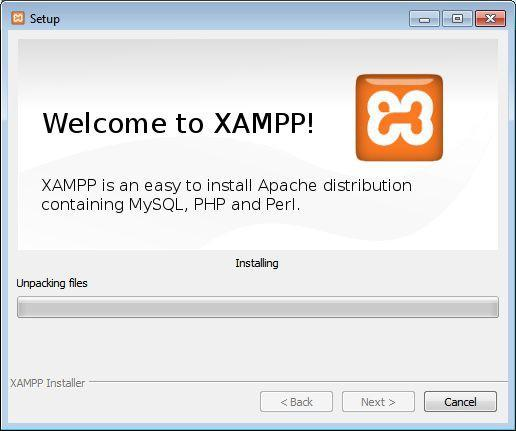 Setup
Welcome to XAMPP!
XAMPP is an easy to install Apache distribution
containing MySQL, PHP and Perl.
Installing
Unpacking files
XAMPP Installer
< Back
Next >
Cancel